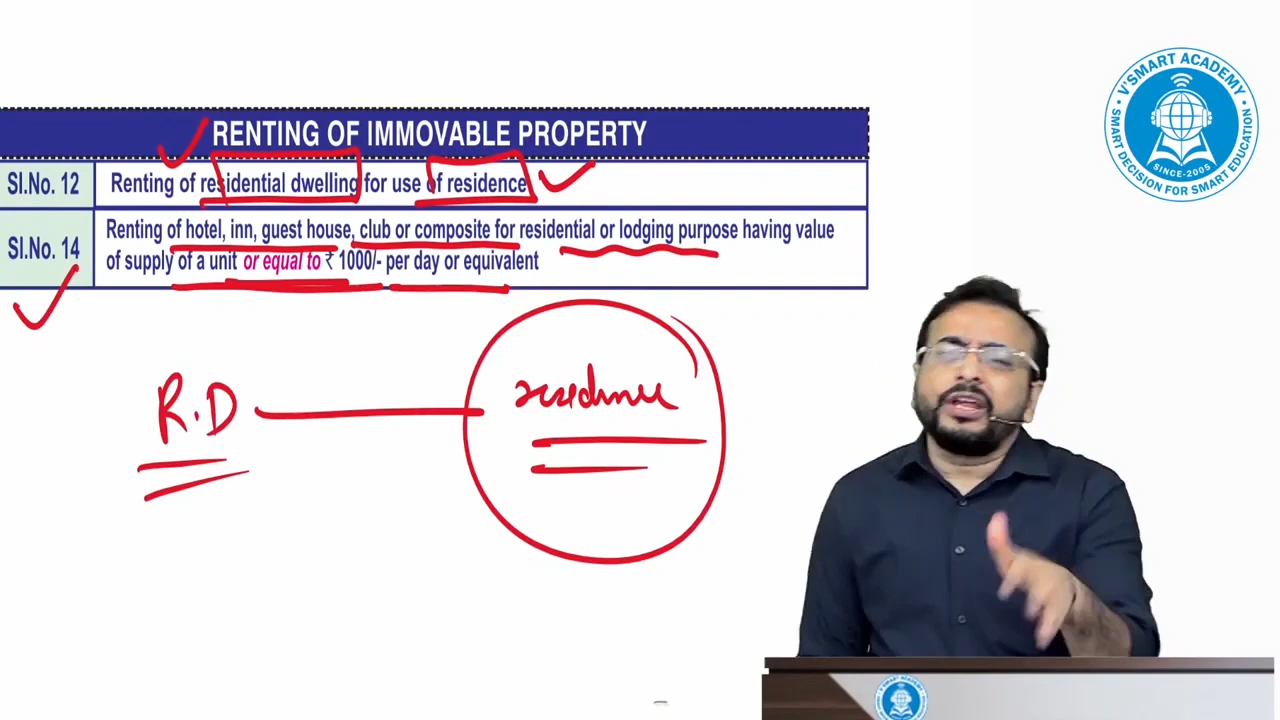 RENTING OF IMMOVABLE PROPERTY
Sl.No. 12
Renting of residential dwelling for use of residence
Sl.No. 14
Renting of hotel, inn, guest house, club or composite for residential or lodging purpose having value
of supply of a unit or equal to ₹ 1000/- per day or equivalent
R.D
residence
V'SMART ACADEMY
SINCE-2005
SMART DECISION FOR SMART EDUCATION